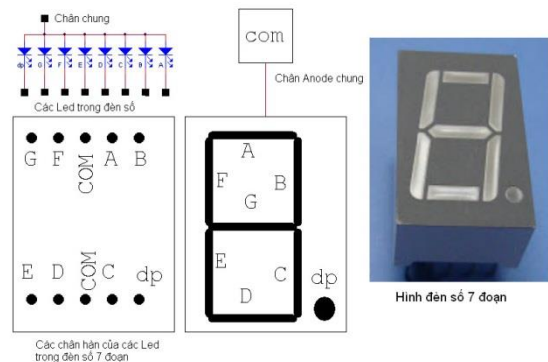 Chân chung
dp G F E D C B A
Các Led trong đèn số
G F COM A B
E D COM C dp
Các chân hàn của các Led
trong đèn số 7 đoạn
com
Chân Anode chung
A
F B
G
E
C
D
dp
Hình đèn số 7 đoạn